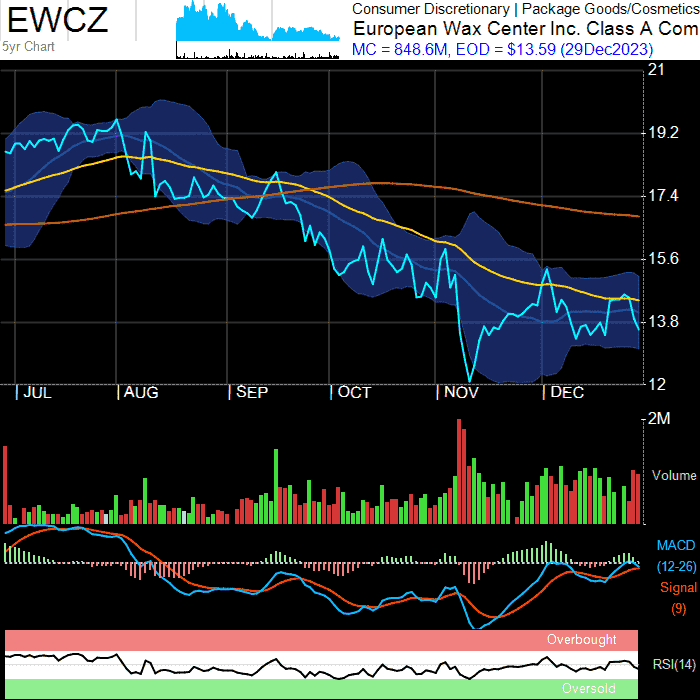 EWCZ
5yr Chart
Consumer Discretionary | Package Goods/Cosmetics
European Wax Center Inc. Class A Com
MC = 848.6M, EOD = $13.59 (29Dec2023)
21
19.2
17.4
15.6
13.8
12
JUL AUG SEP OCT NOV DEC
2M
Volume
MACD
(12-26)
Signal
(9)
Overbought
RSI(14)
Oversold